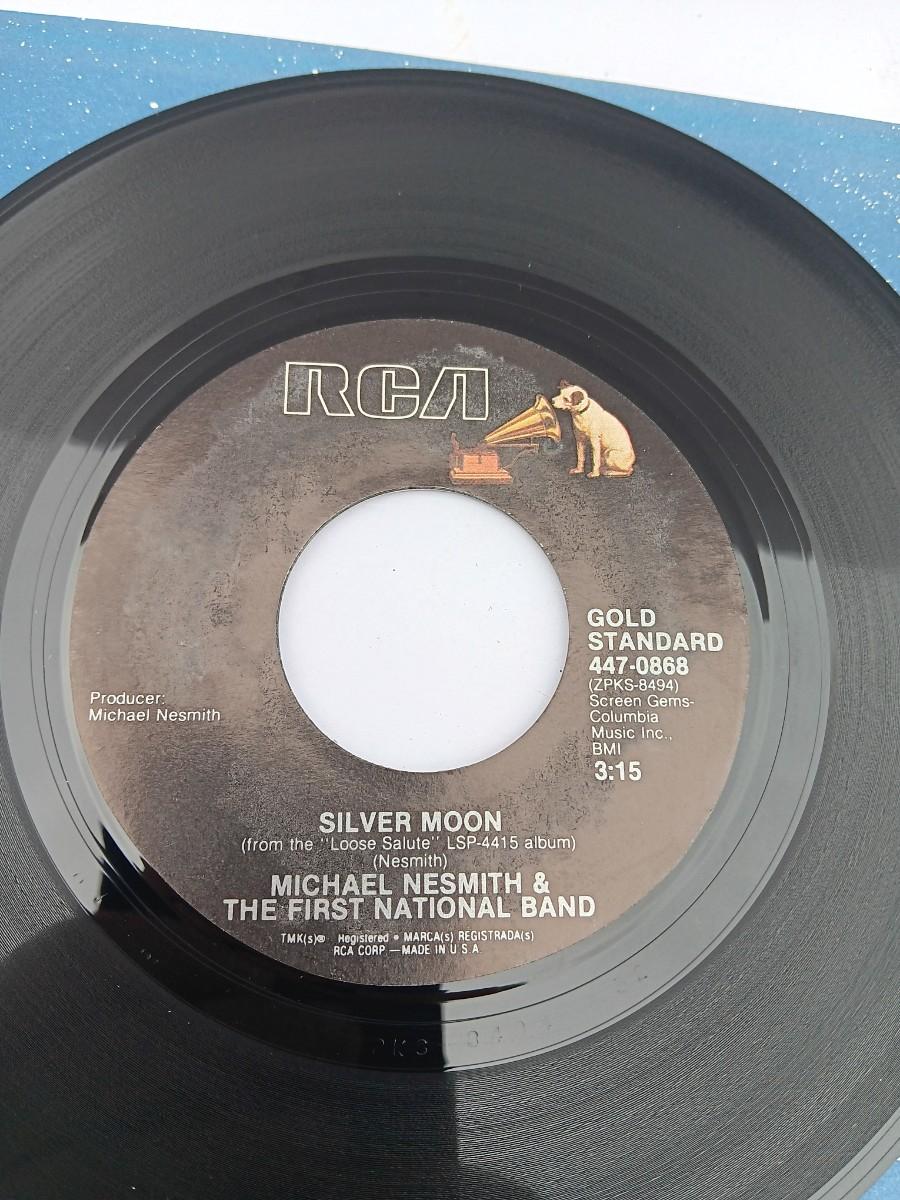 RCA
GOLD
STANDARD
447-0868
(ZPKS-8494)
Screen Gems-
Columbia
Music Inc.,
BMI
3:15
Producer:
Michael Nesmith
SILVER MOON
(from the "Loose Salute" LSP-4415 album)
(Nesmith)
MICHAEL NESMITH &
THE FIRST NATIONAL BAND
TMK(s)® Registered • MARCA(s) REGISTRADA(s)
RCA CORP —MADE IN U.S.A.